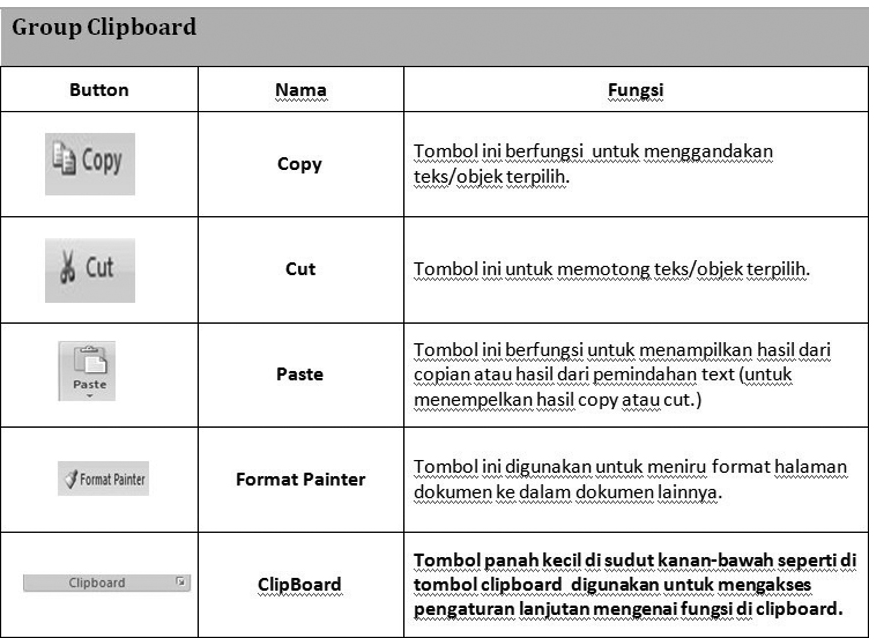 Group Clipboard
Button Nama Fungsi
Copy
Copy
Tombol ini berfungsi untuk menggandakan
teks/objek terpilih.
Cut
Cut
Tombol ini untuk memotong teks/objek terpilih.
Paste
Paste
Tombol ini berfungsi untuk menampilkan hasil dari
copian atau hasil dari pemindahan text (untuk
menempelkan hasil copy atau cut.)
Format Painter
Format Painter
Tombol ini digunakan untuk meniru format halaman
dokumen ke dalam dokumen lainnya.
Clipboard
ClipBoard
Tombol panah kecil di sudut kanan-bawah seperti di
tombol clipboard digunakan untuk mengakses
pengaturan lanjutan mengenai fungsi di clipboard.